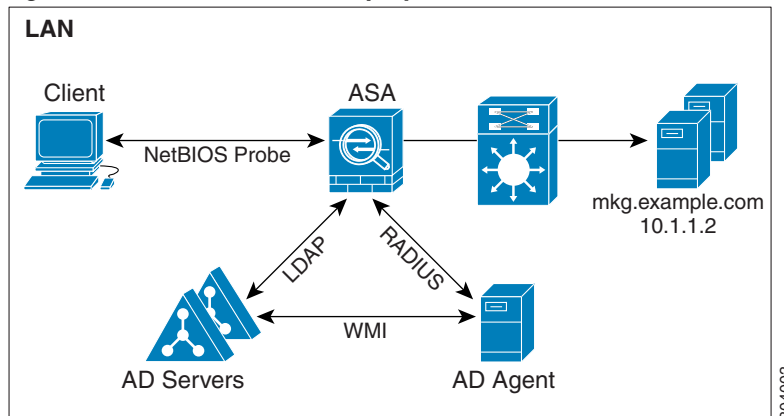 LAN
Client
ASA
NetBIOS Probe
mkg.example.com
10.1.1.2
LDAP
RADIUS
WMI
AD Servers
AD Agent